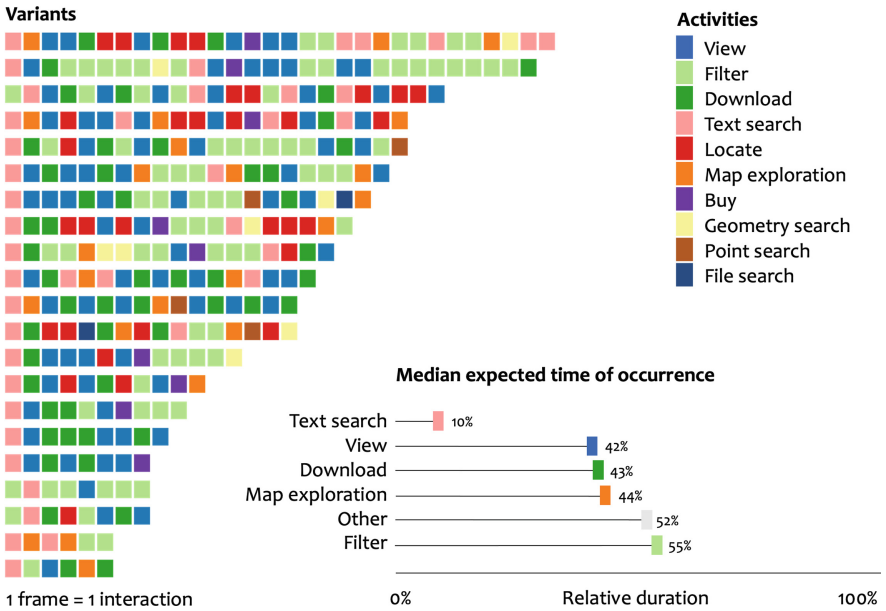 Variants
Activities
View
Filter
Download
Text search
Locate
Map exploration
Buy
Geometry search
Point search
File search
Median expected time of occurrence
Text search 10%
View 42%
Download 43%
Map exploration 44%
Other 52%
Filter 55%
1 frame = 1 interaction
0% Relative duration 100%